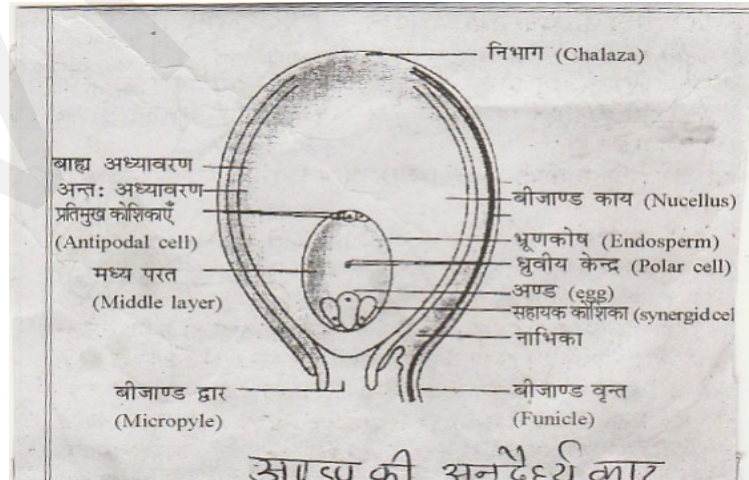 निभाग (Chalaza)
बाह्य अध्यावरण
अन्तः अध्यावरण
प्रतिमुख कोशिकाएँ
(Antipodal cell)
मध्य परत
(Middle layer)
बीजाण्ड द्वार
(Micropyle)
बीजाण्ड काय (Nucellus)
भ्रूणकोष (Endosperm)
ध्रुवीय केन्द्र (Polar cell)
अण्ड (egg)
सहायक कोशिका (synergid cel
नाभिका
बीजाण्ड वृन्त
(Funicle)
की